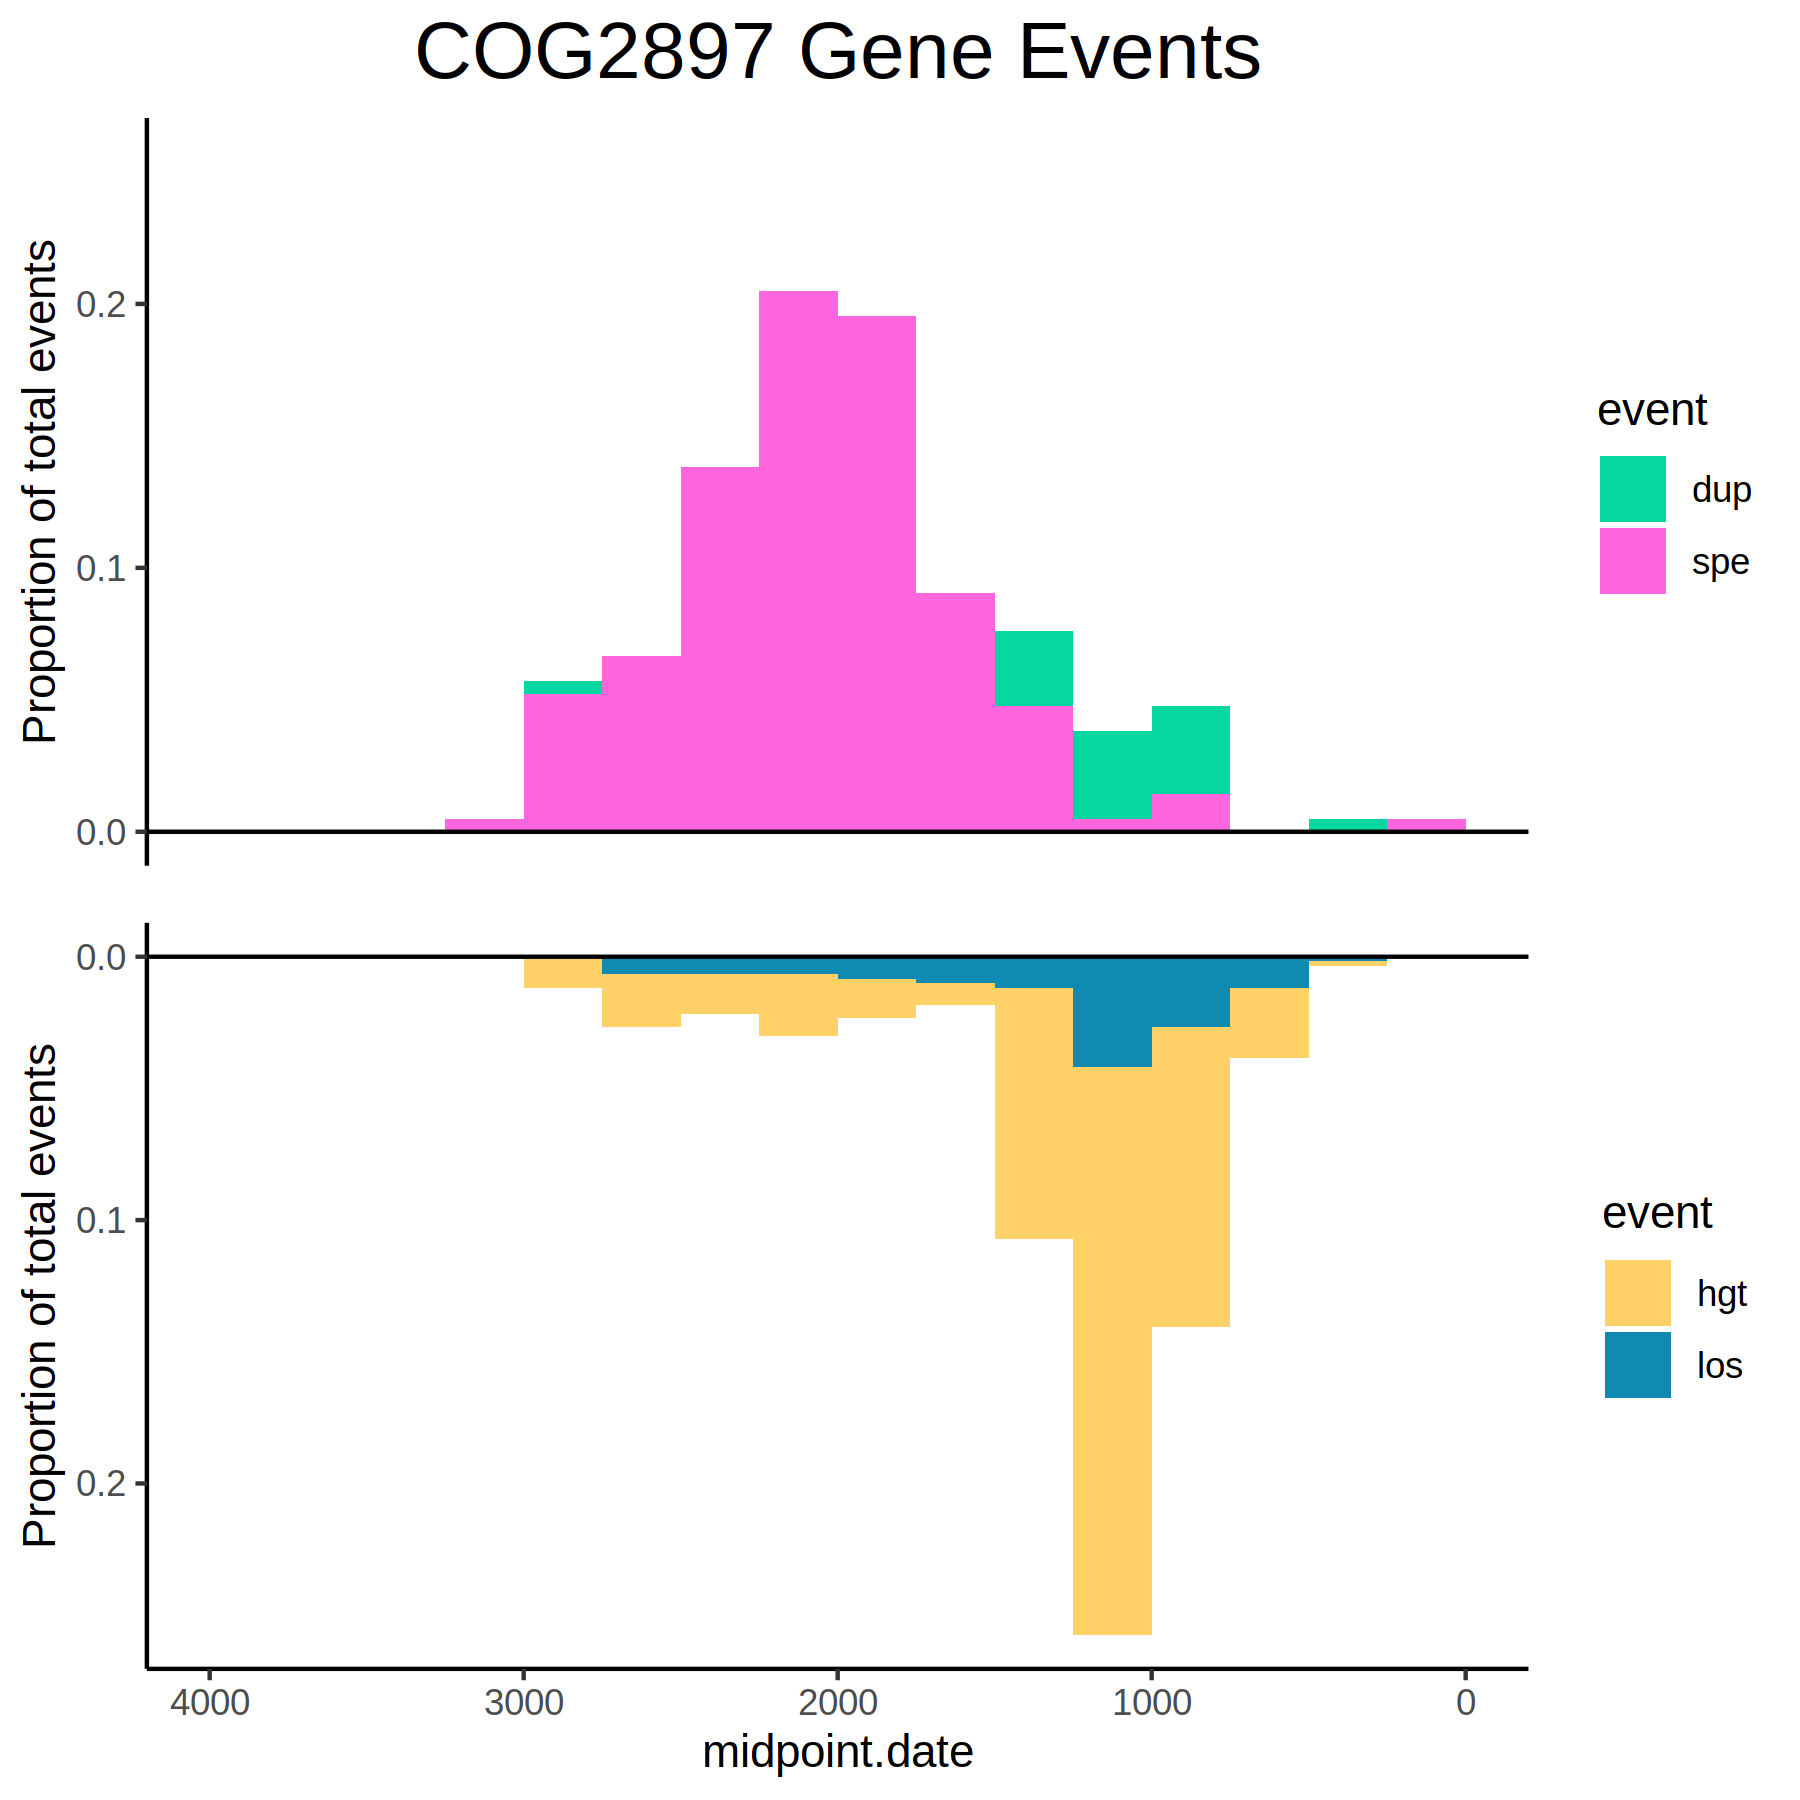 COG2897 Gene Events
Proportion of total events
0.2
0.1
0.0
event
dup
spe
Proportion of total events
0.0
0.1
0.2
event
hgt
los
4000 3000 2000 1000 0
midpoint.date